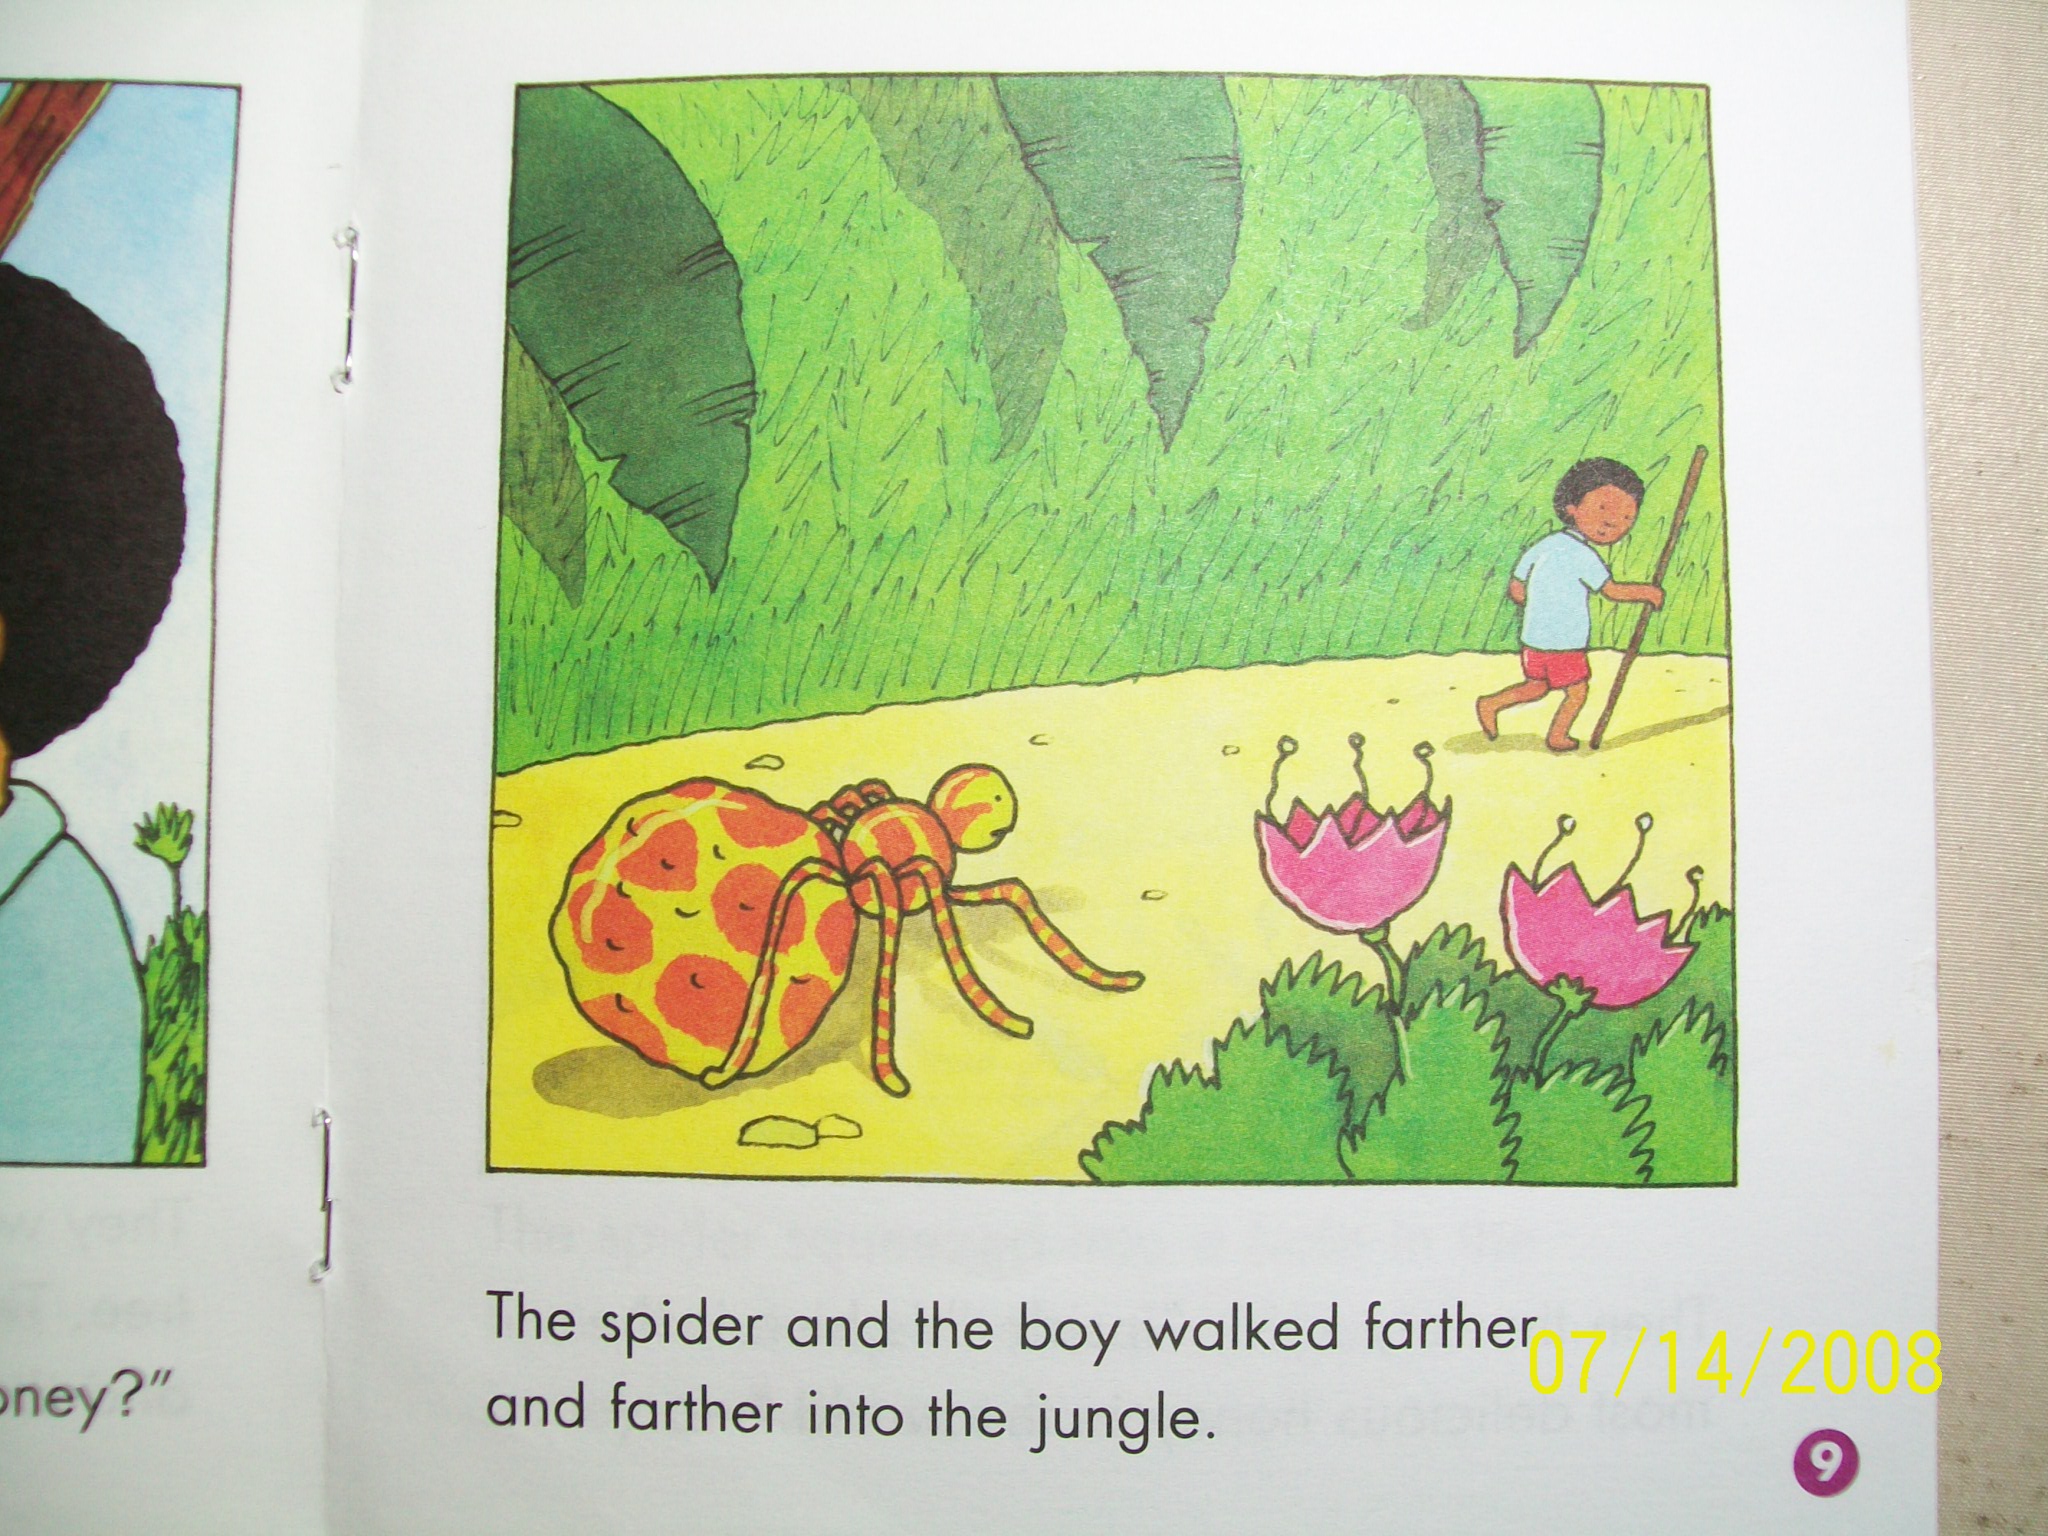 oney?"
The spider and the boy walked farther
and farther into the jungle.
07/14/2008
9